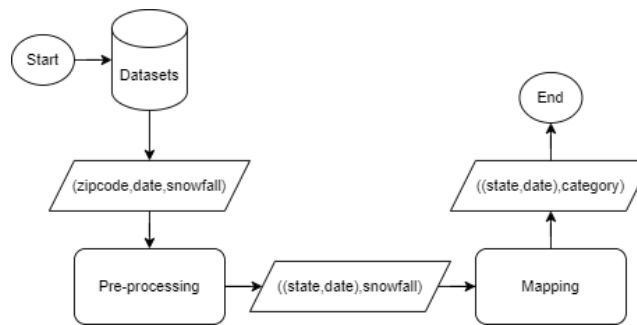 Start
Datasets
(zipcode,date,snowfall)
Pre-processing
((state,date),snowfall)
Mapping
((state,date),category)
End